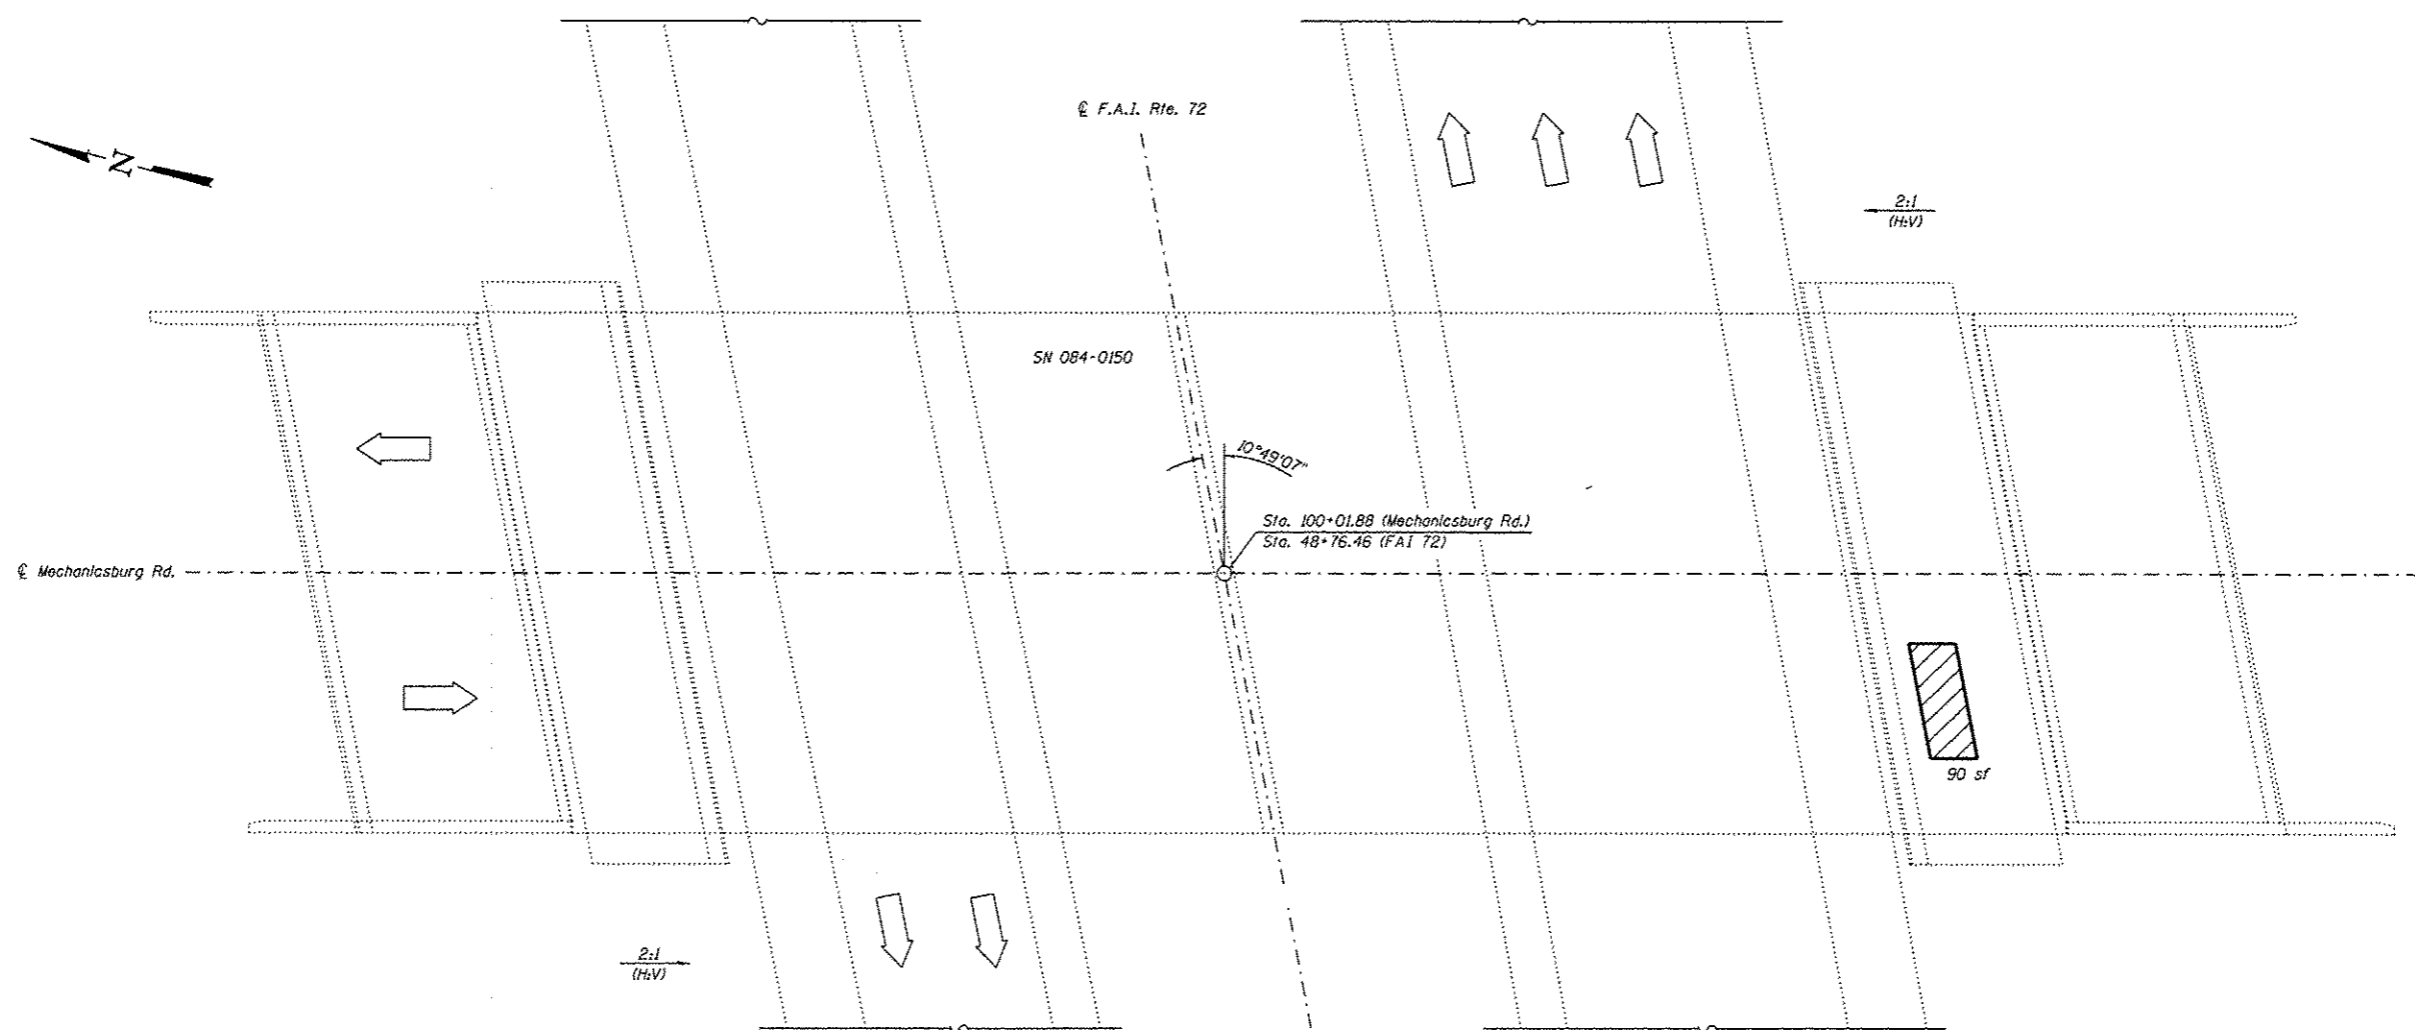 ℄ F.A.I. Rte. 72
N
2:1
(H:V)
SN 084-0150
10°49'07"
Sta. 100+01.88 (Mechanicsburg Rd.)
Sta. 48+76.46 (FAI 72)
℄ Mechanicsburg Rd.
90 sf
2:1
(H:V)